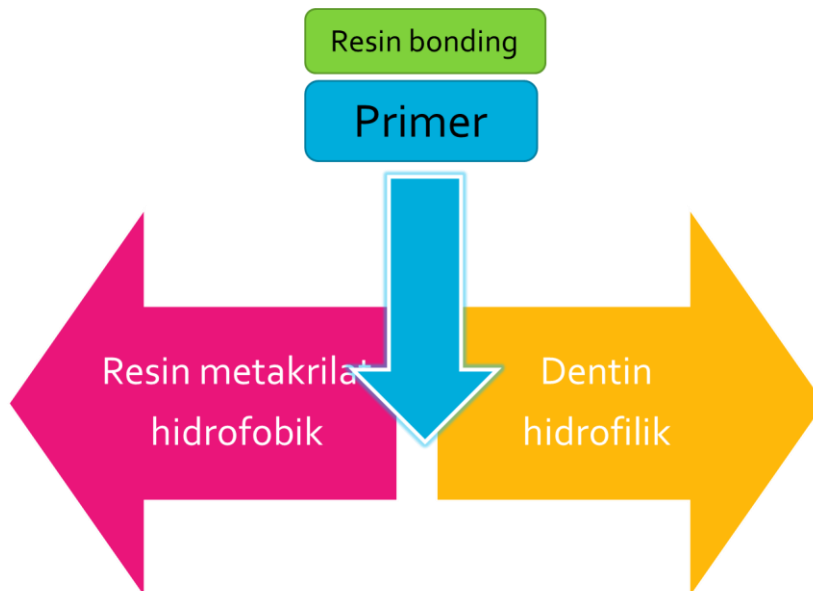 Resin bonding
Primer
Resin metakrilat
hidrofobik
Dentin
hidrofilik